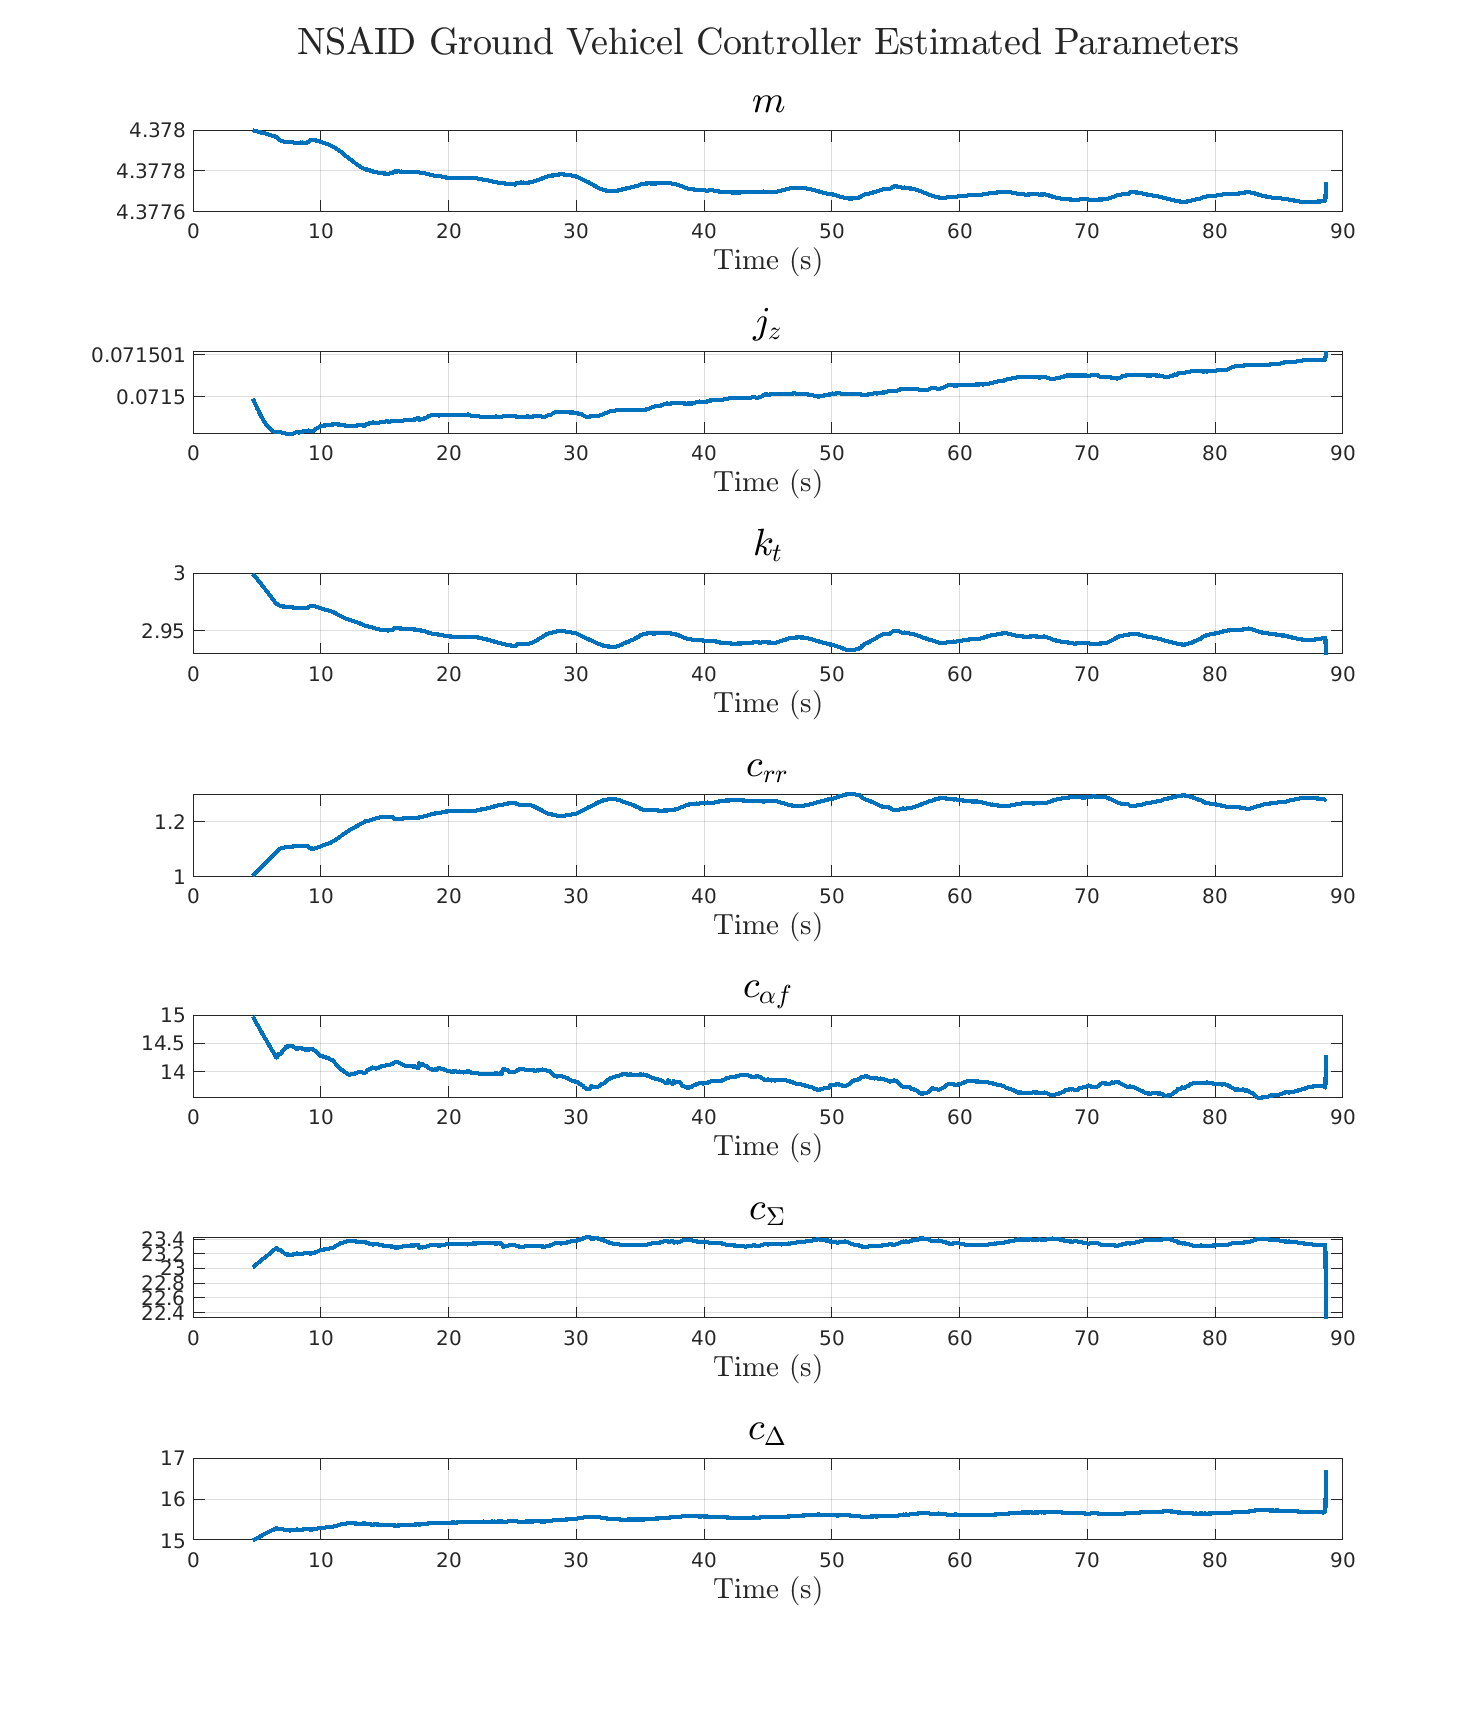 NSAID Ground Vehicel Controller Estimated Parameters
m
4.378
4.3778
4.3776
0 10 20 30 40 50 60 70 80 90
Time (s)
j_z
0.071501
0.0715
0 10 20 30 40 50 60 70 80 90
Time (s)
k_t
3
2.95
0 10 20 30 40 50 60 70 80 90
Time (s)
c_{rr}
1.2
1
0 10 20 30 40 50 60 70 80 90
Time (s)
c_{αf}
15
14.5
14
0 10 20 30 40 50 60 70 80 90
Time (s)
c_Σ
23.4
23.2
23
22.8
22.6
22.4
0 10 20 30 40 50 60 70 80 90
Time (s)
c_Δ
17
16
15
0 10 20 30 40 50 60 70 80 90
Time (s)